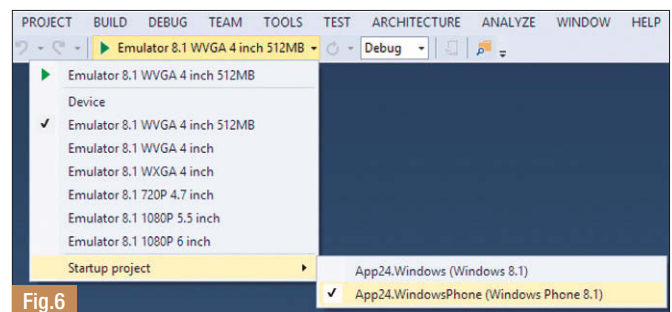 PROJECT BUILD DEBUG TEAM TOOLS TEST ARCHITECTURE ANALYZE WINDOW HELP
Emulator 8.1 WVGA 4 inch 512MB Debug
Emulator 8.1 WVGA 4 inch 512MB
Device
Emulator 8.1 WVGA 4 inch 512MB
Emulator 8.1 WVGA 4 inch
Emulator 8.1 WXGA 4 inch
Emulator 8.1 720P 4.7 inch
Emulator 8.1 1080P 5.5 inch
Emulator 8.1 1080P 6 inch
Startup project
App24.Windows (Windows 8.1)
App24.WindowsPhone (Windows Phone 8.1)
Fig.6